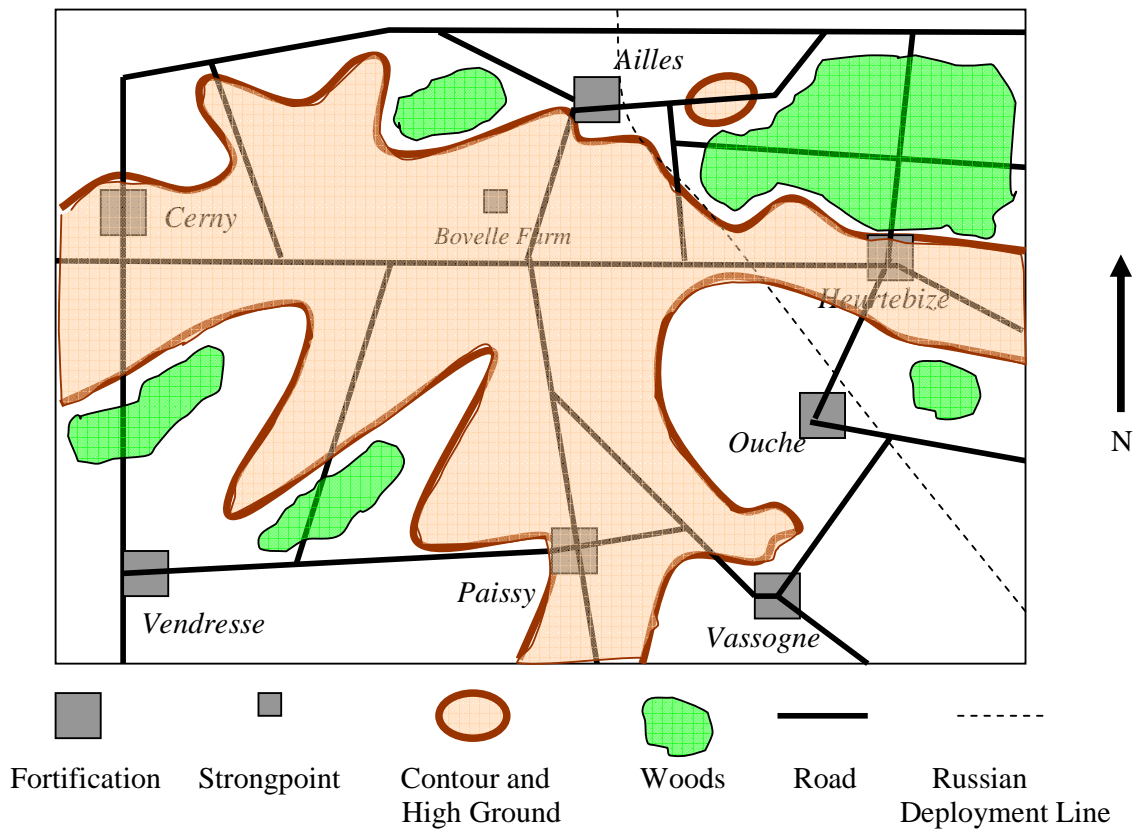 Ailles
Cerny
Bovelle Farm
Heurtebize
Ouche
N
Paissy
Vendresse
Vassogne
Fortification
Strongpoint
Contour and
High Ground
Woods
Road
Russian
Deployment Line